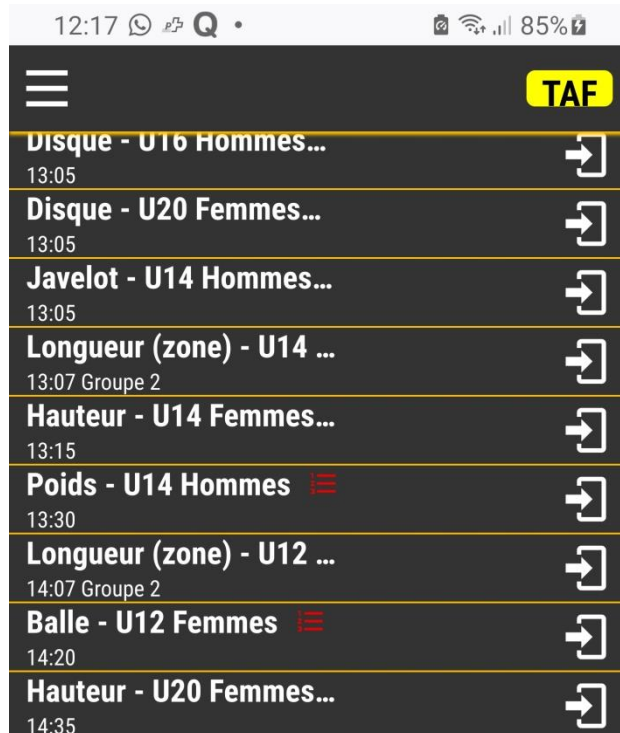 12:17
85%
TAF
Disque - U16 Hommes...
13:05
Disque - U20 Femmes...
13:05
Javelot - U14 Hommes...
13:05
Longueur (zone) - U14 ...
13:07 Groupe 2
Hauteur - U14 Femmes...
13:15
Poids - U14 Hommes
13:30
Longueur (zone) - U12 ...
14:07 Groupe 2
Balle - U12 Femmes
14:20
Hauteur - U20 Femmes...
14:35